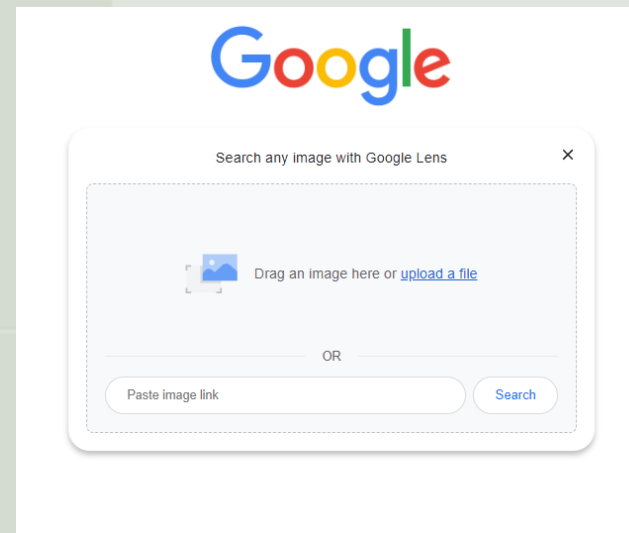 Google
Search any image with Google Lens
Drag an image here or upload a file
OR
Paste image link
Search